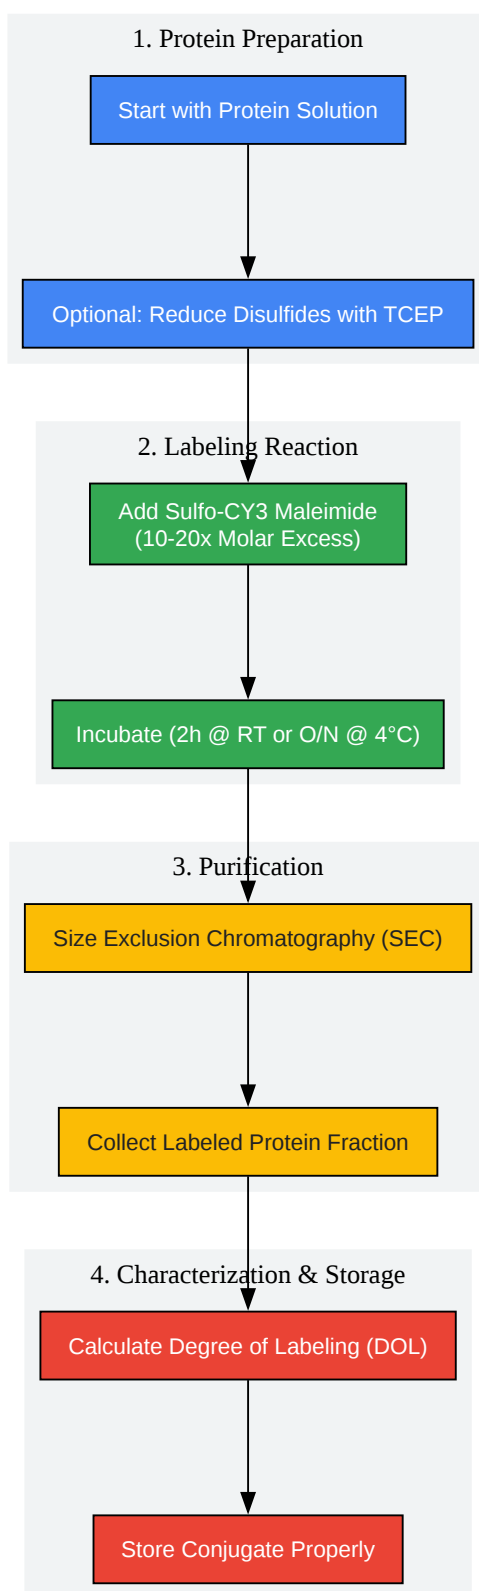 1. Protein Preparation
Start with Protein Solution
Optional: Reduce Disulfides with TCEP
2. Labeling Reaction
Add Sulfo-CY3 Maleimide
(10-20x Molar Excess)
Incubate (2h @ RT or O/N @ 4°C)
3. Purification
Size Exclusion Chromatography (SEC)
Collect Labeled Protein Fraction
4. Characterization & Storage
Calculate Degree of Labeling (DOL)
Store Conjugate Properly